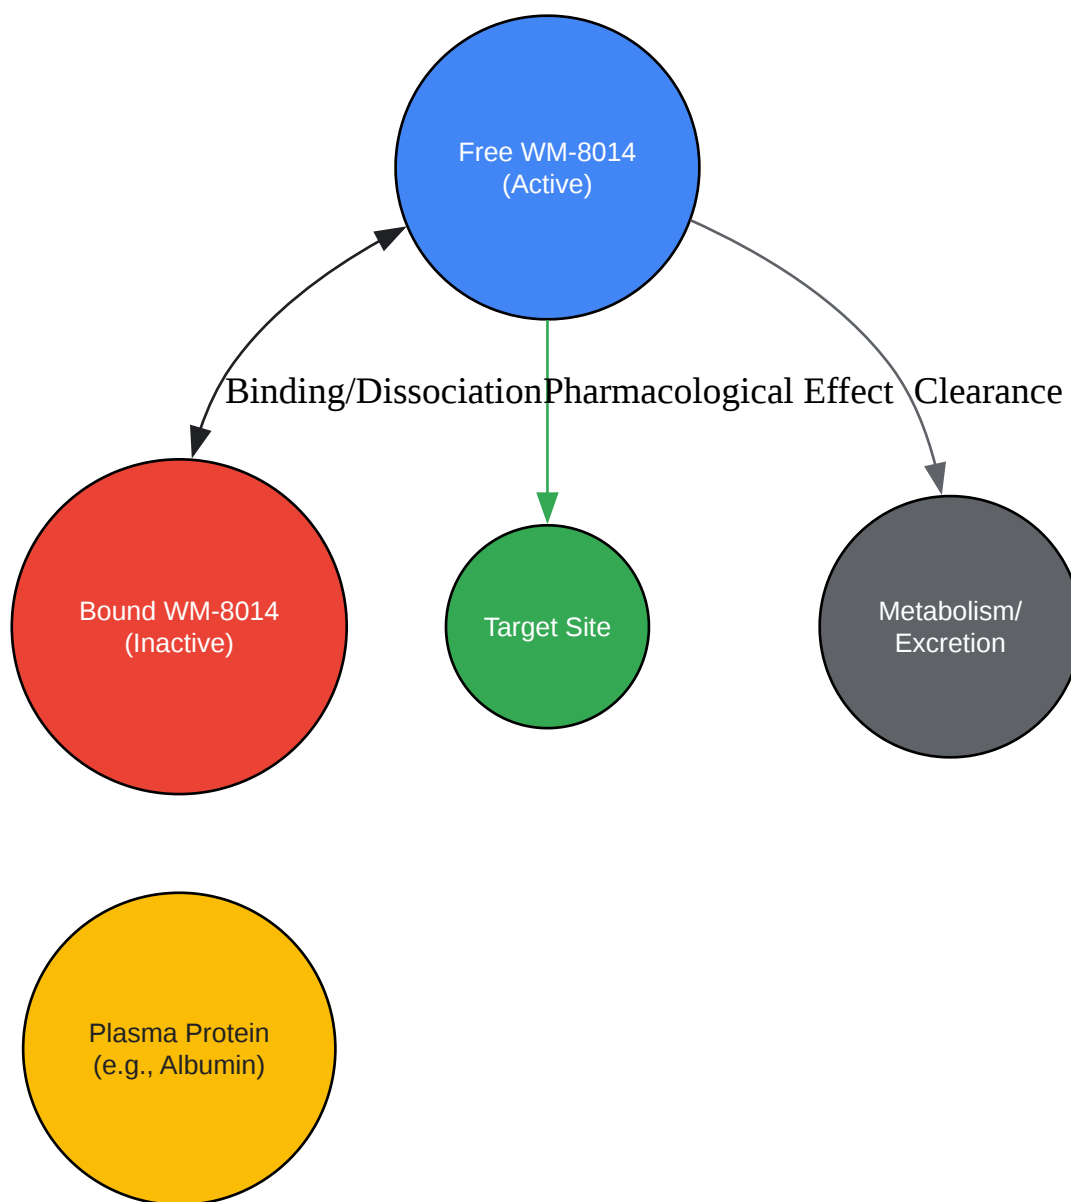 Free WM-8014
(Active)
Binding/Dissociation
Pharmacological Effect
Clearance
Bound WM-8014
(Inactive)
Target Site
Metabolism/
Excretion
Plasma Protein
(e.g., Albumin)